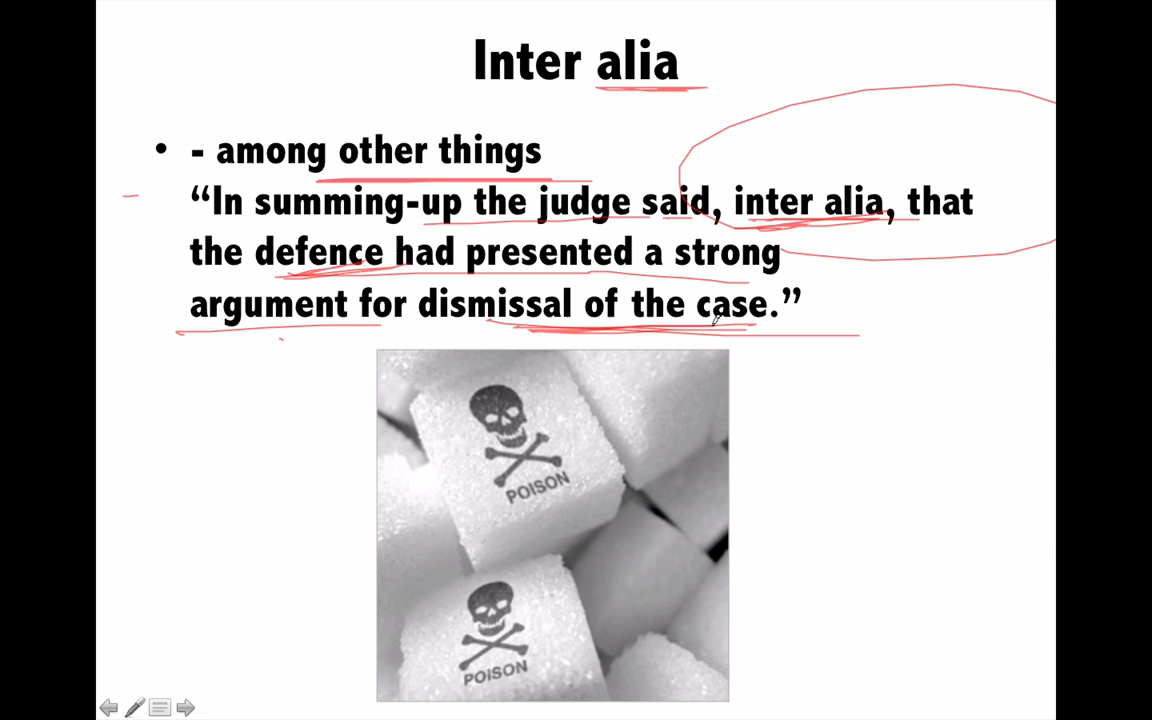 Inter alia
• - among other things
“In summing-up the judge said, inter alia, that
the defence had presented a strong
argument for dismissal of the case.”
POISON
POISON